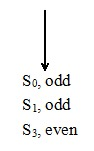 S₀, odd
S₁, odd
S₃, even